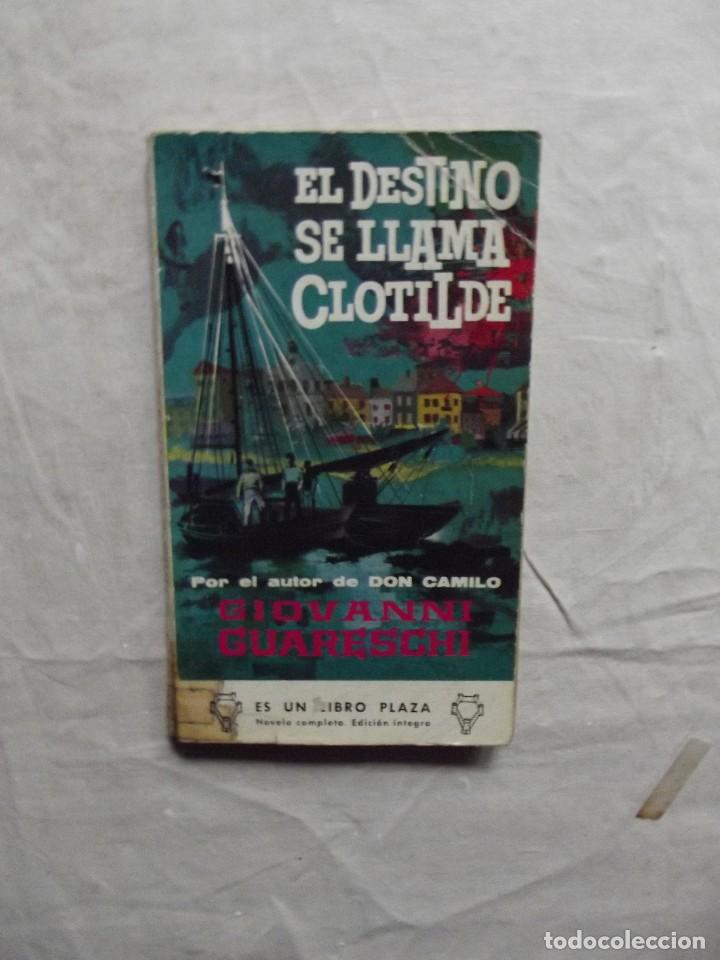 EL DESTINO
SE LLAMA
CLOTILDE
Por el autor de DON CAMILO
GIOVANNI
GUARESCHI
ES UN LIBRO PLAZA
Novela completa. Edición íntegra
todocoleccion